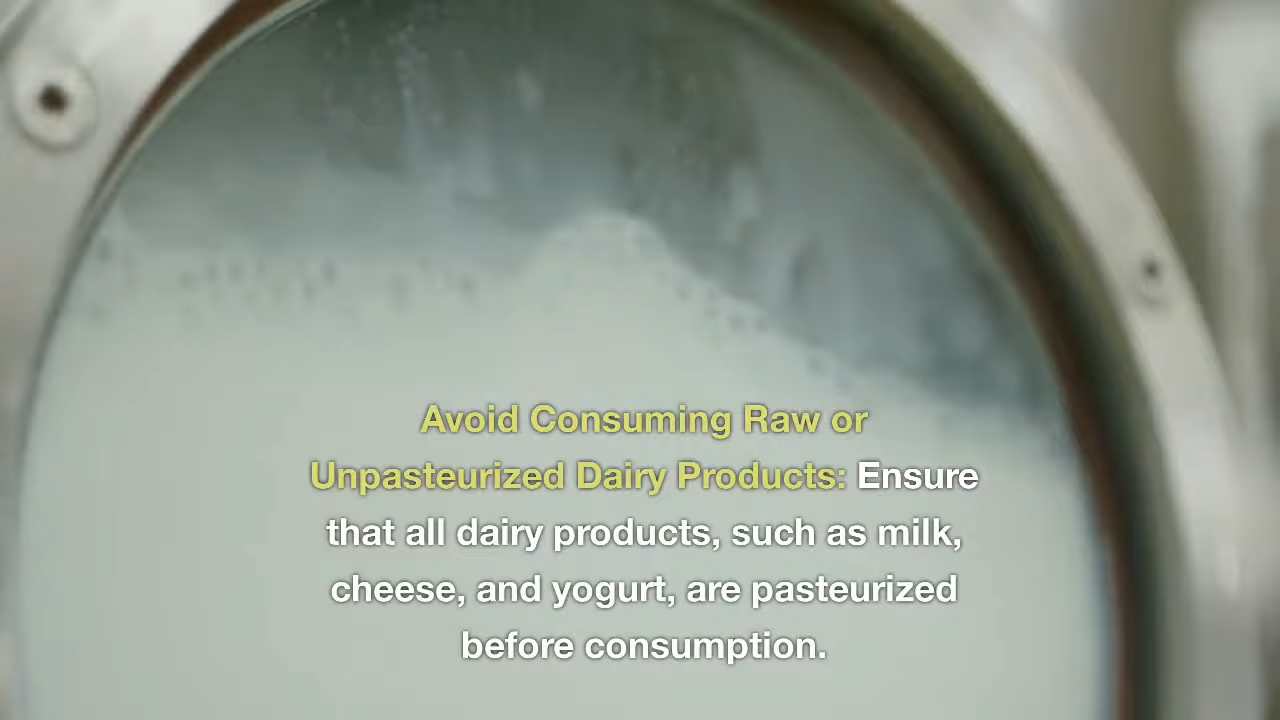 Avoid Consuming Raw or
Unpasteurized Dairy Products: Ensure
that all dairy products, such as milk,
cheese, and yogurt, are pasteurized
before consumption.